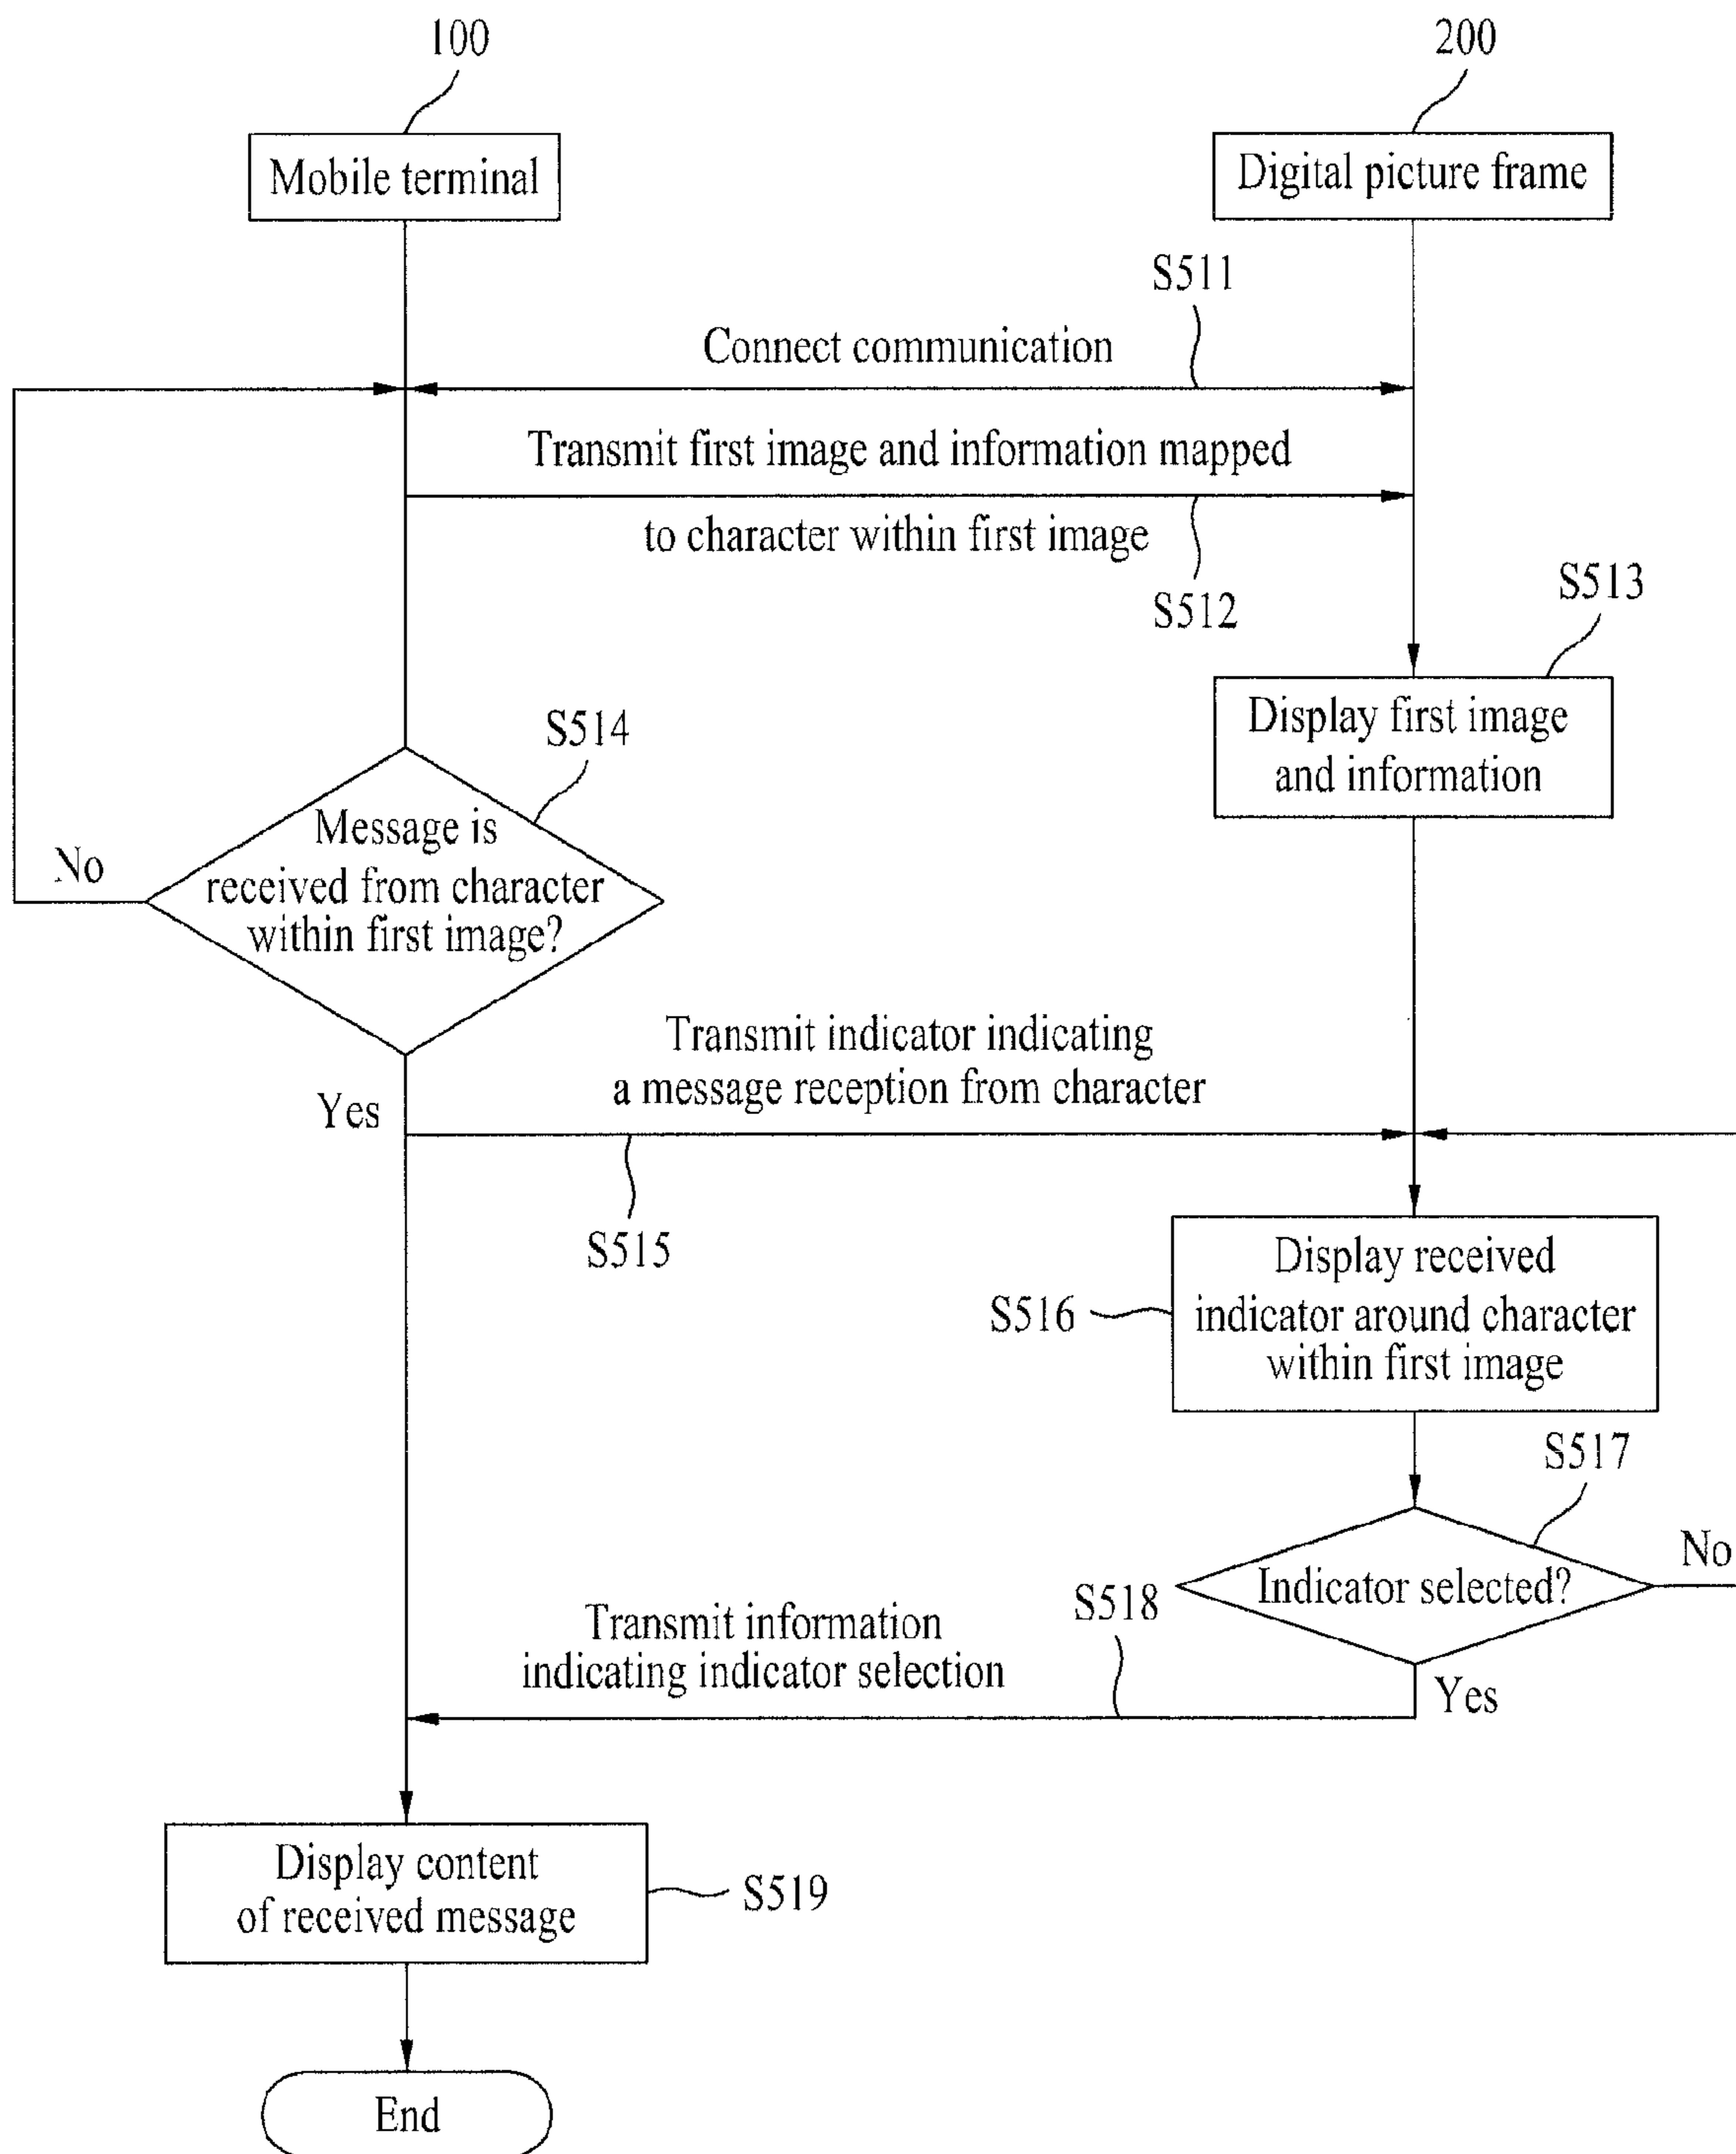 100
200
Mobile terminal
Digital picture frame
S511
Connect communication
Transmit first image and information mapped
to character within first image
S512
S513
Display first image
and information
S514
Message is
received from character
within first image?
No
Transmit indicator indicating
a message reception from character
Yes
S515
Display received
indicator around character
within first image
S516
S517
Indicator selected?
No
S518
Transmit information
indicating indicator selection
Yes
Display content
of received message
S519
End